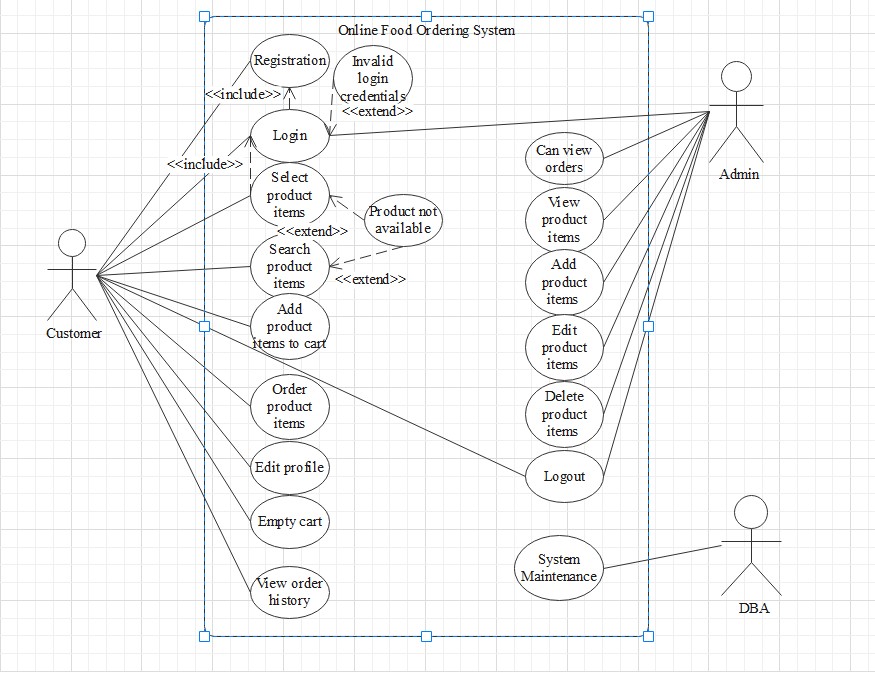 Online Food Ordering System
Registration
Invalid
login
credentials
<<include>>
<<extend>>
Login
<<include>>
Select
product
items
Product not
available
<<extend>>
Search
product
items
<<extend>>
Add
product
items to cart
Order
product
items
Edit profile
Empty cart
View order
history
Customer
Can view
orders
View
product
items
Add
product
items
Edit
product
items
Delete
product
items
Logout
System
Maintenance
Admin
DBA